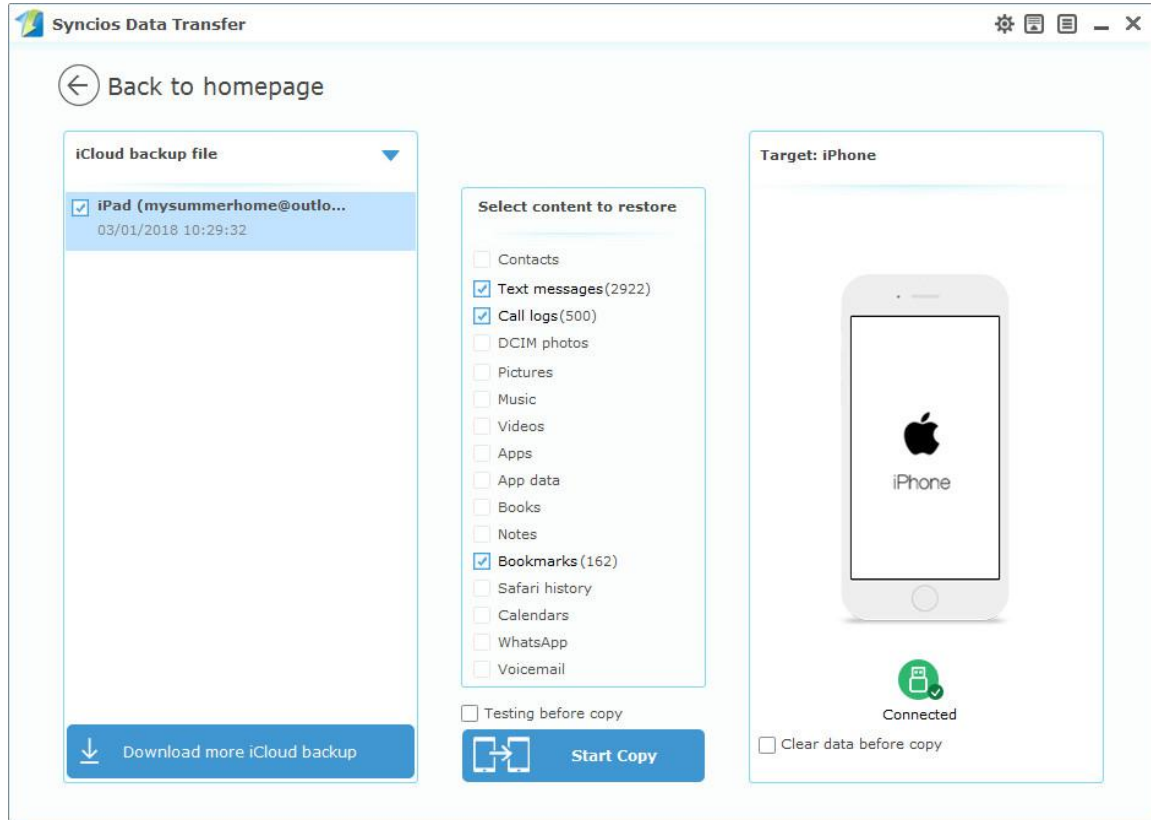 Syncios Data Transfer
Back to homepage
iCloud backup file
iPad (mysummerhome@outlo...
03/01/2018 10:29:32
Download more iCloud backup
Select content to restore
Contacts
Text messages(2922)
Call logs(500)
DCIM photos
Pictures
Music
Videos
Apps
App data
Books
Notes
Bookmarks(162)
Safari history
Calendars
WhatsApp
Voicemail
Testing before copy
Start Copy
Target: iPhone
iPhone
Connected
Clear data before copy